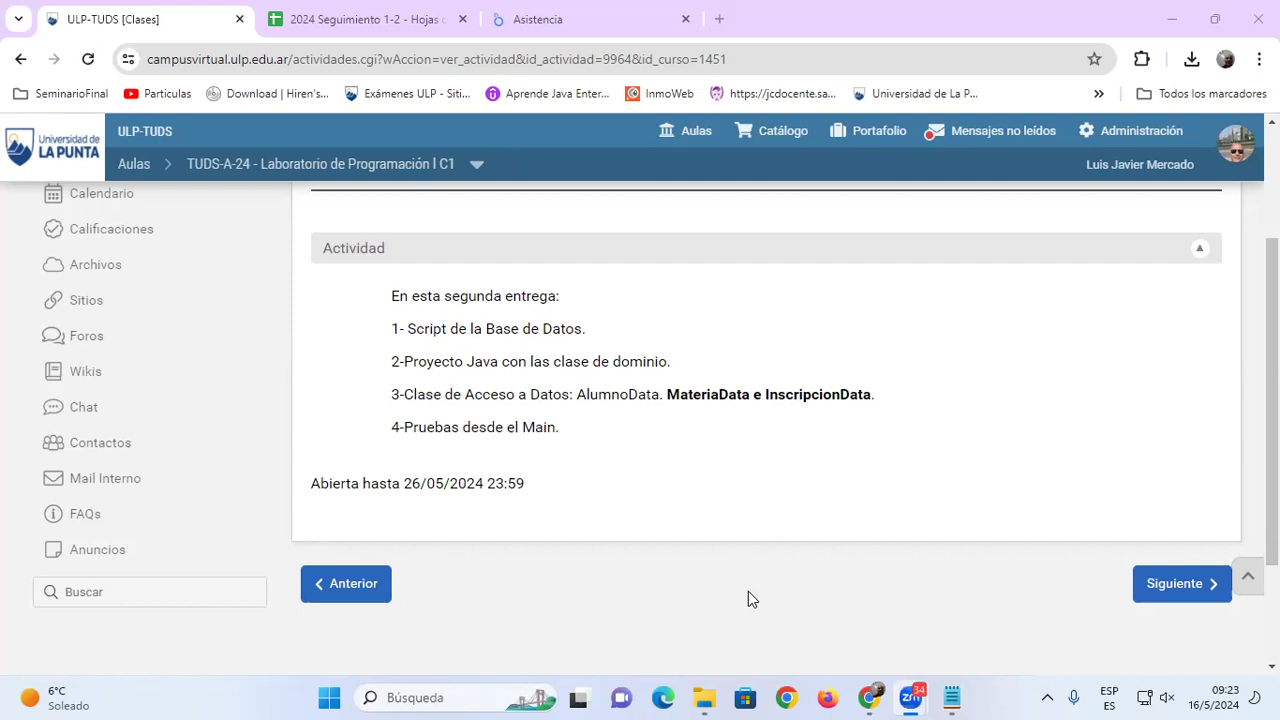 ULP-TUDS [Clases]
2024 Seguimiento 1-2 - Hojas c
Asistencia
campusvirtual.ulp.edu.ar/actividades.cgi?wAccion=ver_actividad&id_actividad=9964&id_curso=1451
SeminarioFinal
Particulas
Download | Hiren's...
Exámenes ULP - Siti...
Aprende Java Enter...
InmoWeb
https://jcdocente.sa...
Universidad de La P...
Todos los marcadores
Universidad de
LA PUNTA
ULP-TUDS
Aulas
Catálogo
Portafolio
Mensajes no leídos
Administración
Aulas
TUDS-A-24 - Laboratorio de Programación I C1
Luis Javier Mercado
Calendario
Calificaciones
Archivos
Sitios
Foros
Wikis
Chat
Contactos
Mail Interno
FAQs
Anuncios
Buscar
Actividad
En esta segunda entrega:
1- Script de la Base de Datos.
2-Proyecto Java con las clase de dominio.
3-Clase de Acceso a Datos: AlumnoData. MateriaData e InscripcionData.
4-Pruebas desde el Main.
Abierta hasta 26/05/2024 23:59
Anterior
Siguiente
6°C
Soleado
Búsqueda
zm
34
ESP
ES
09:23
16/5/2024